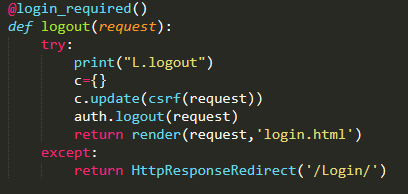 @login_required()
def logout(request):
    try:
        print("L.logout")
        c={}
        c.update(csrf(request))
        auth.logout(request)
        return render(request,'login.html')
    except:
        return HttpResponseRedirect('/Login/')